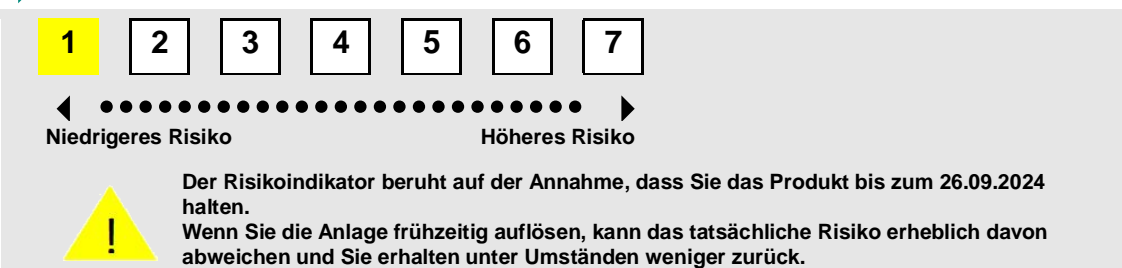 1 2 3 4 5 6 7
Niedrigeres Risiko Höheres Risiko
Der Risikoindikator beruht auf der Annahme, dass Sie das Produkt bis zum 26.09.2024
halten.
! Wenn Sie die Anlage frühzeitig auflösen, kann das tatsächliche Risiko erheblich davon
abweichen und Sie erhalten unter Umständen weniger zurück.